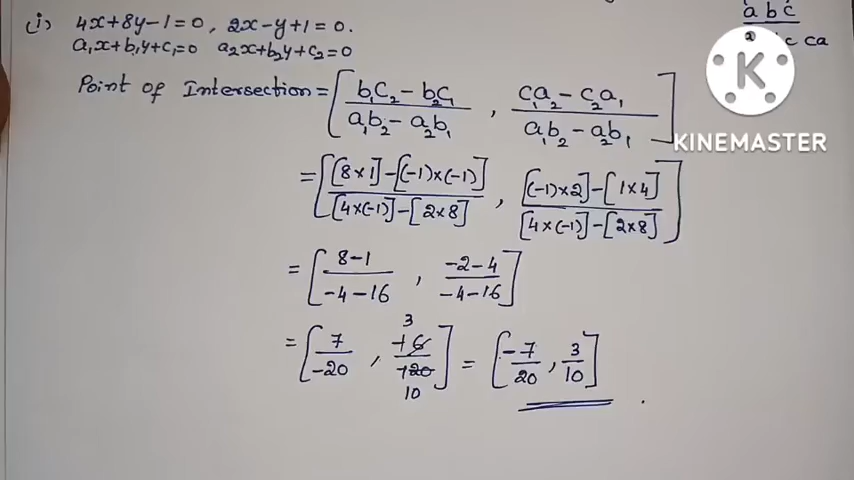 (i) 4x+8y-1=0, 2x-y+1=0.
a₁x+b₁y+c₁=0 a₂x+b₂y+c₂=0
a b c
c ca
K
KINEMASTER
Point of Intersection = [ (b₁c₂ - b₂c₁)/(a₁b₂ - a₂b₁) , (c₁a₂ - c₂a₁)/(a₁b₂ - a₂b₁) ]
= [ ([8×1]-[(-1)×(-1)])/([4×(-1)]-[2×8]) , ([(-1)×2]-[1×4])/([4×(-1)]-[2×8]) ]
= [ (8-1)/(-4-16) , (-2-4)/(-4-16) ]
= [ 7/-20 , +6/+20 3 10 ] = [ -7/20 , 3/10 ]